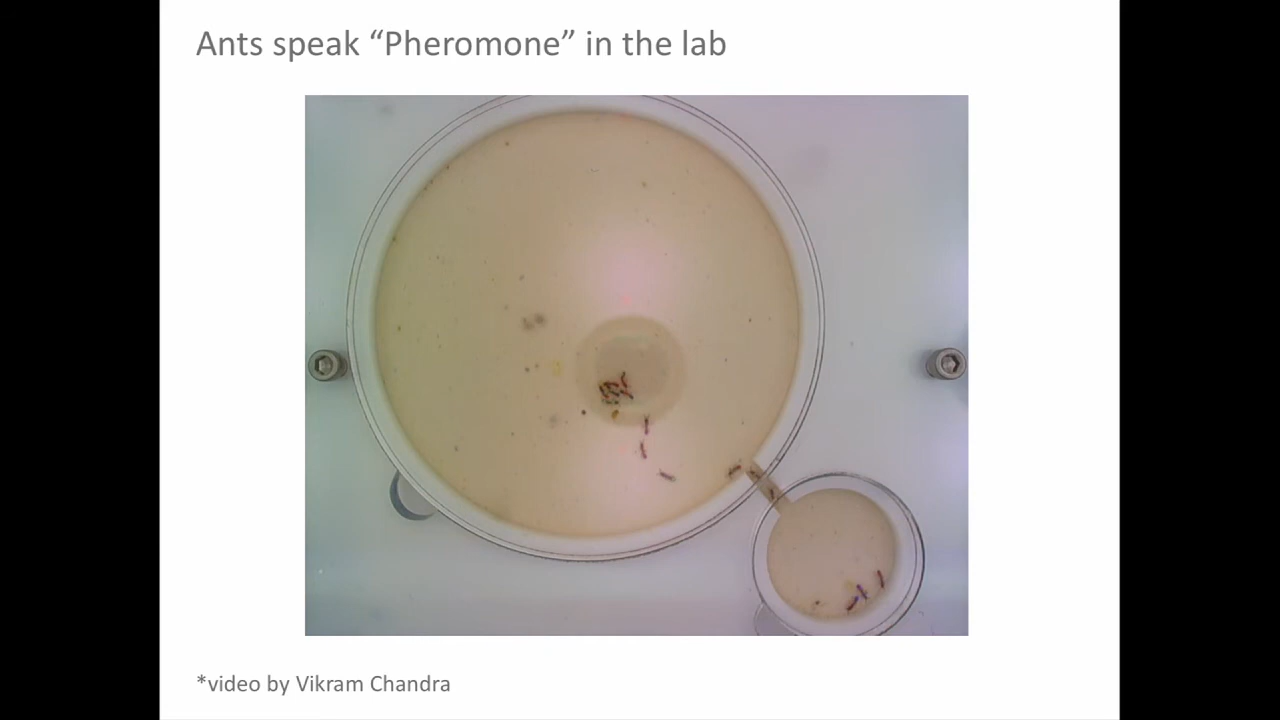 Ants speak “Pheromone” in the lab
*video by Vikram Chandra